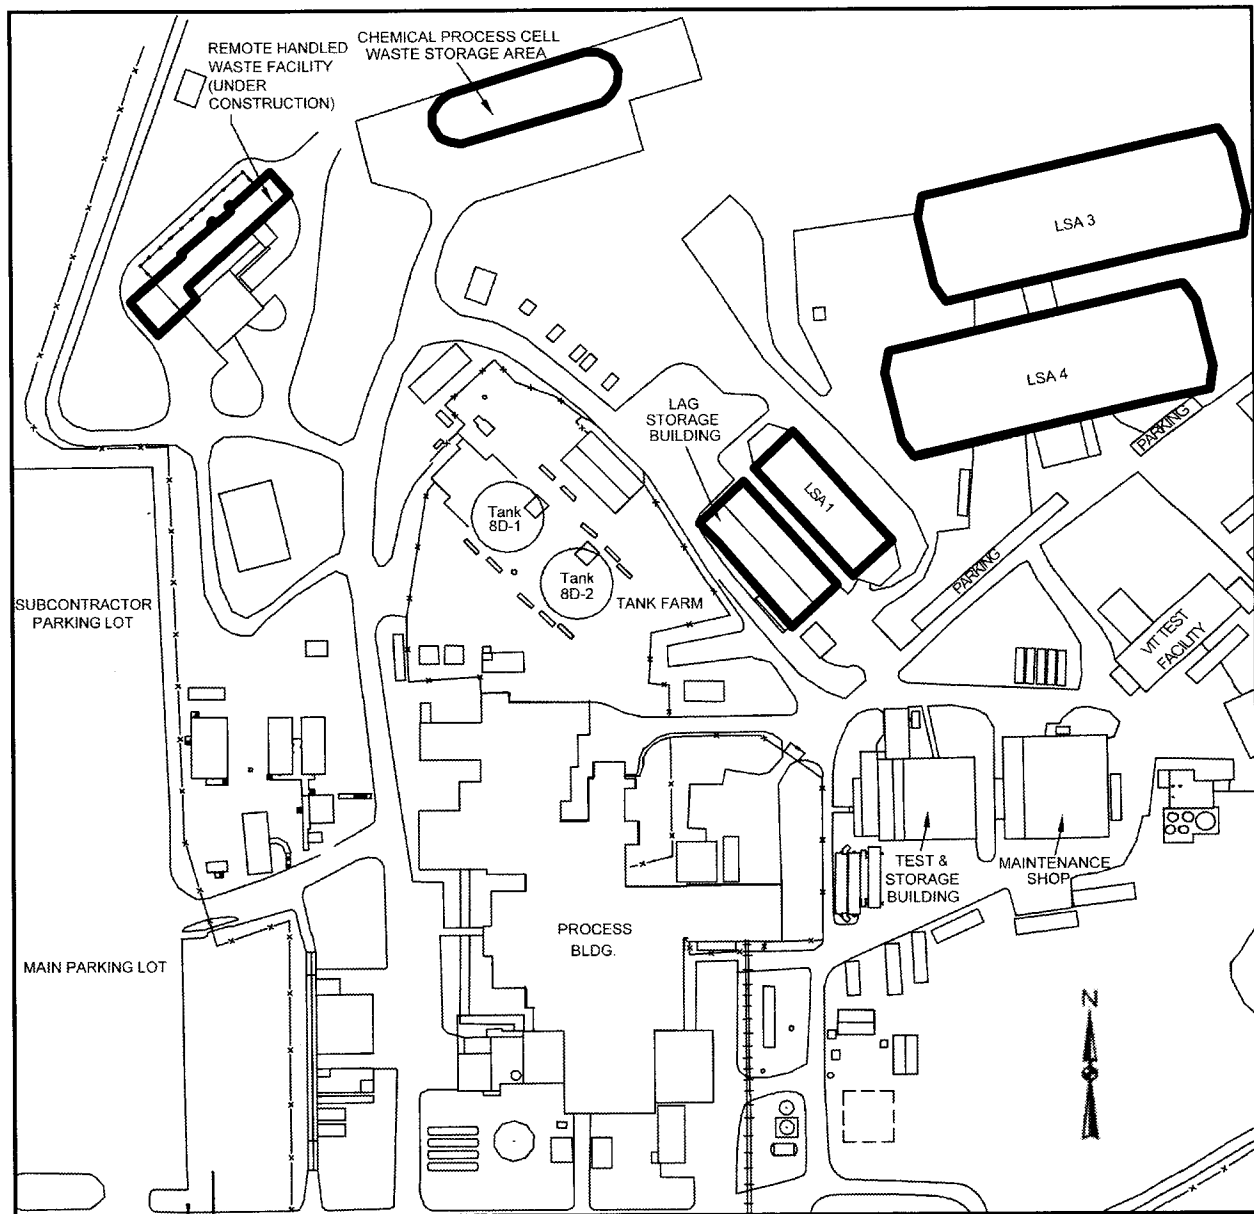 REMOTE HANDLED
WASTE FACILITY
(UNDER
CONSTRUCTION)
CHEMICAL PROCESS CELL
WASTE STORAGE AREA
LSA 3
LSA 4
LAG
STORAGE
BUILDING
PARKING
LSA 1
Tank
8D-1
Tank
8D-2
TANK FARM
PARKING
SUBCONTRACTOR
PARKING LOT
VIT TEST
FACILITY
TEST &
STORAGE
BUILDING
MAINTENANCE
SHOP
PROCESS
BLDG.
MAIN PARKING LOT
N